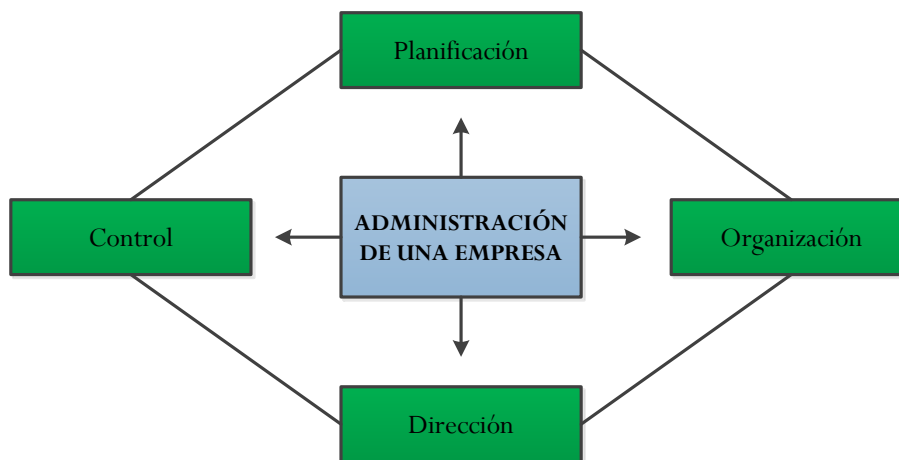 Planificación
Control
ADMINISTRACIÓN
DE UNA EMPRESA
Organización
Dirección